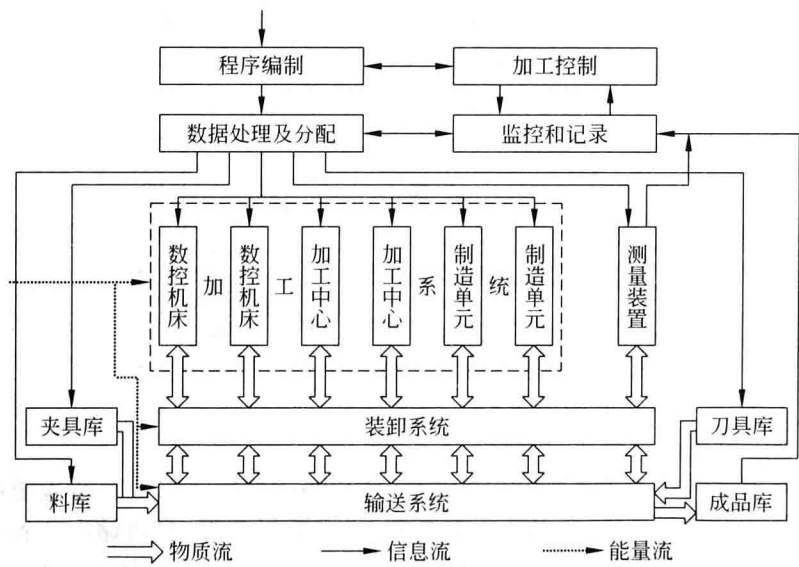 程序编制
加工控制
数据处理及分配
监控和记录
数控机床
加
数控机床
工
加工中心
加工中心
系
制造单元
统
制造单元
测量装置
夹具库
装卸系统
刀具库
料库
输送系统
成品库
物质流
信息流
能量流